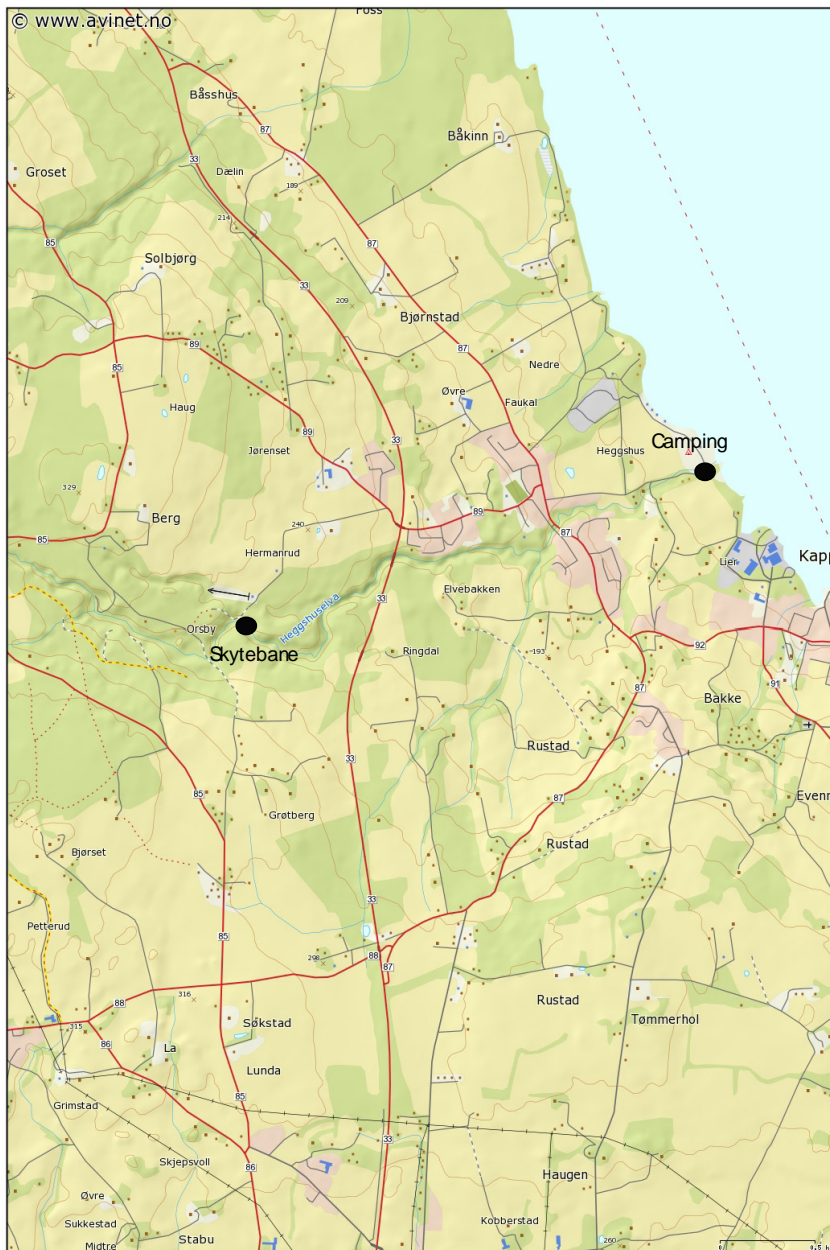 © www.avinet.no
Foss
Båsshus
87
Båkinn
33
Dælin
Groset
189
214
85
87
Solbjørg
33
209
Bjørnstad
89
87
85
Nedre
Øvre
Faukal
Haug
89
33
Camping
Jørenset
Heggshus
329
Berg
240
89
87
85
Hermanrud
Lier
Kapp
Elvebakken
33
Heggshuselva
Orsby
Skytebane
Ringdal
193
92
91
87
Bakke
Rustad
33
85
87
Evenr
Grøtberg
Rustad
Bjørset
33
Petterud
85
298
88
87
316
88
Rustad
Søkstad
Tømmerhol
315
86
La
Lunda
85
Grimstad
33
Skjepsvoll
86
Haugen
Øvre
Sukkestad
Stabu
Midtre
Kobberstad
260